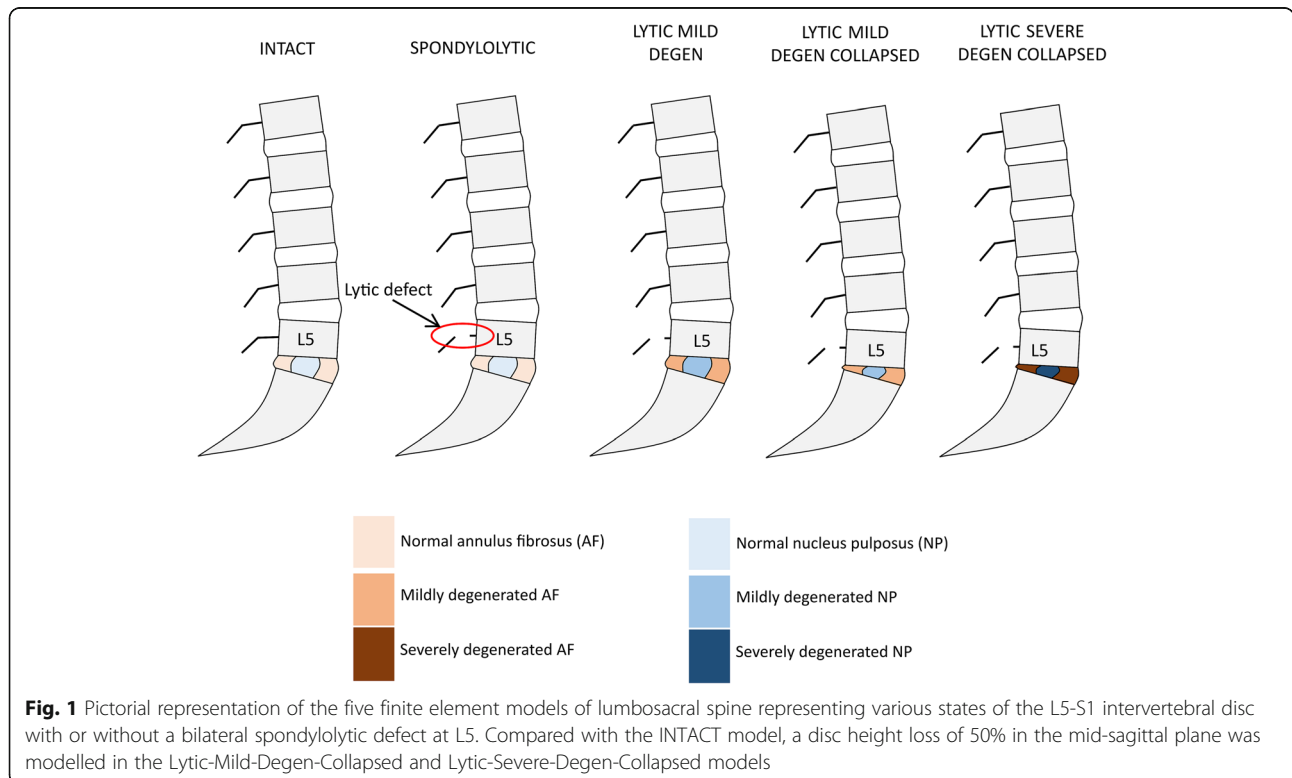 INTACT
SPONDYLOLYTIC
LYTIC MILD
DEGEN
LYTIC MILD
DEGEN COLLAPSED
LYTIC SEVERE
DEGEN COLLAPSED
Lytic defect
L5
L5
L5
L5
L5
Normal annulus fibrosus (AF)
Normal nucleus pulposus (NP)
Mildly degenerated AF
Mildly degenerated NP
Severely degenerated AF
Severely degenerated NP
Fig. 1 Pictorial representation of the five finite element models of lumbosacral spine representing various states of the L5-S1 intervertebral disc
with or without a bilateral spondylolytic defect at L5. Compared with the INTACT model, a disc height loss of 50% in the mid-sagittal plane was
modelled in the Lytic-Mild-Degen-Collapsed and Lytic-Severe-Degen-Collapsed models